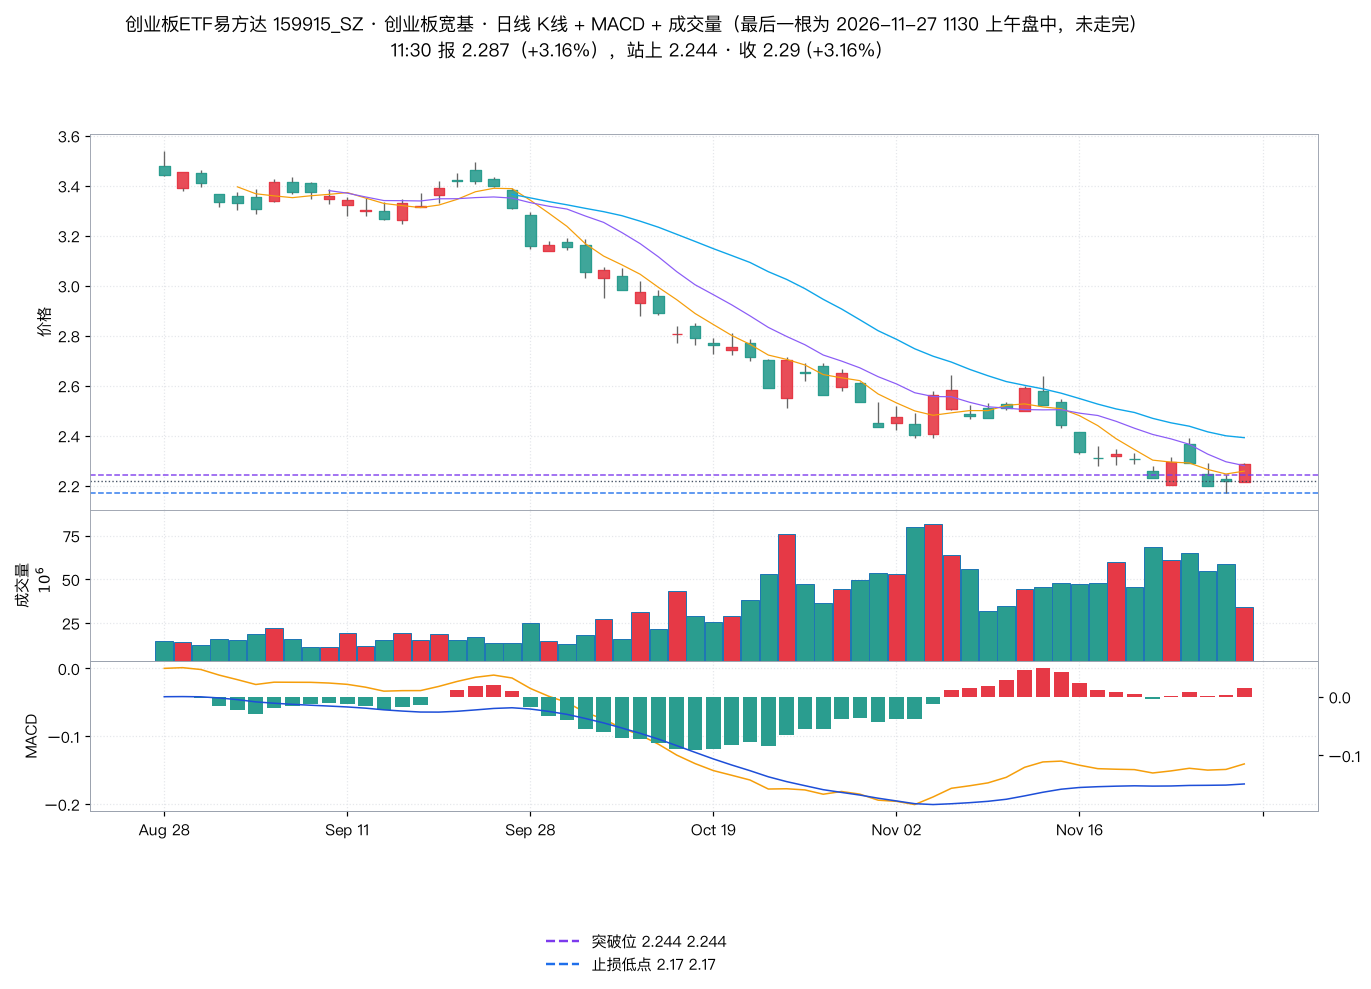 创业板ETF易方达 159915_SZ · 创业板宽基 · 日线 K线 + MACD + 成交量（最后一根为 2026−11−27 1130 上午盘中，未走完）
11:30 报 2.287（+3.16%），站上 2.244 · 收 2.29 (+3.16%)
价格
3.6
3.4
3.2
3.0
2.8
2.6
2.4
2.2
成交量
10⁶
75
50
25
MACD
0.0
−0.1
−0.2
0.0
−0.1
Aug 28
Sep 11
Sep 28
Oct 19
Nov 02
Nov 16
突破位 2.244 2.244
止损低点 2.17 2.17